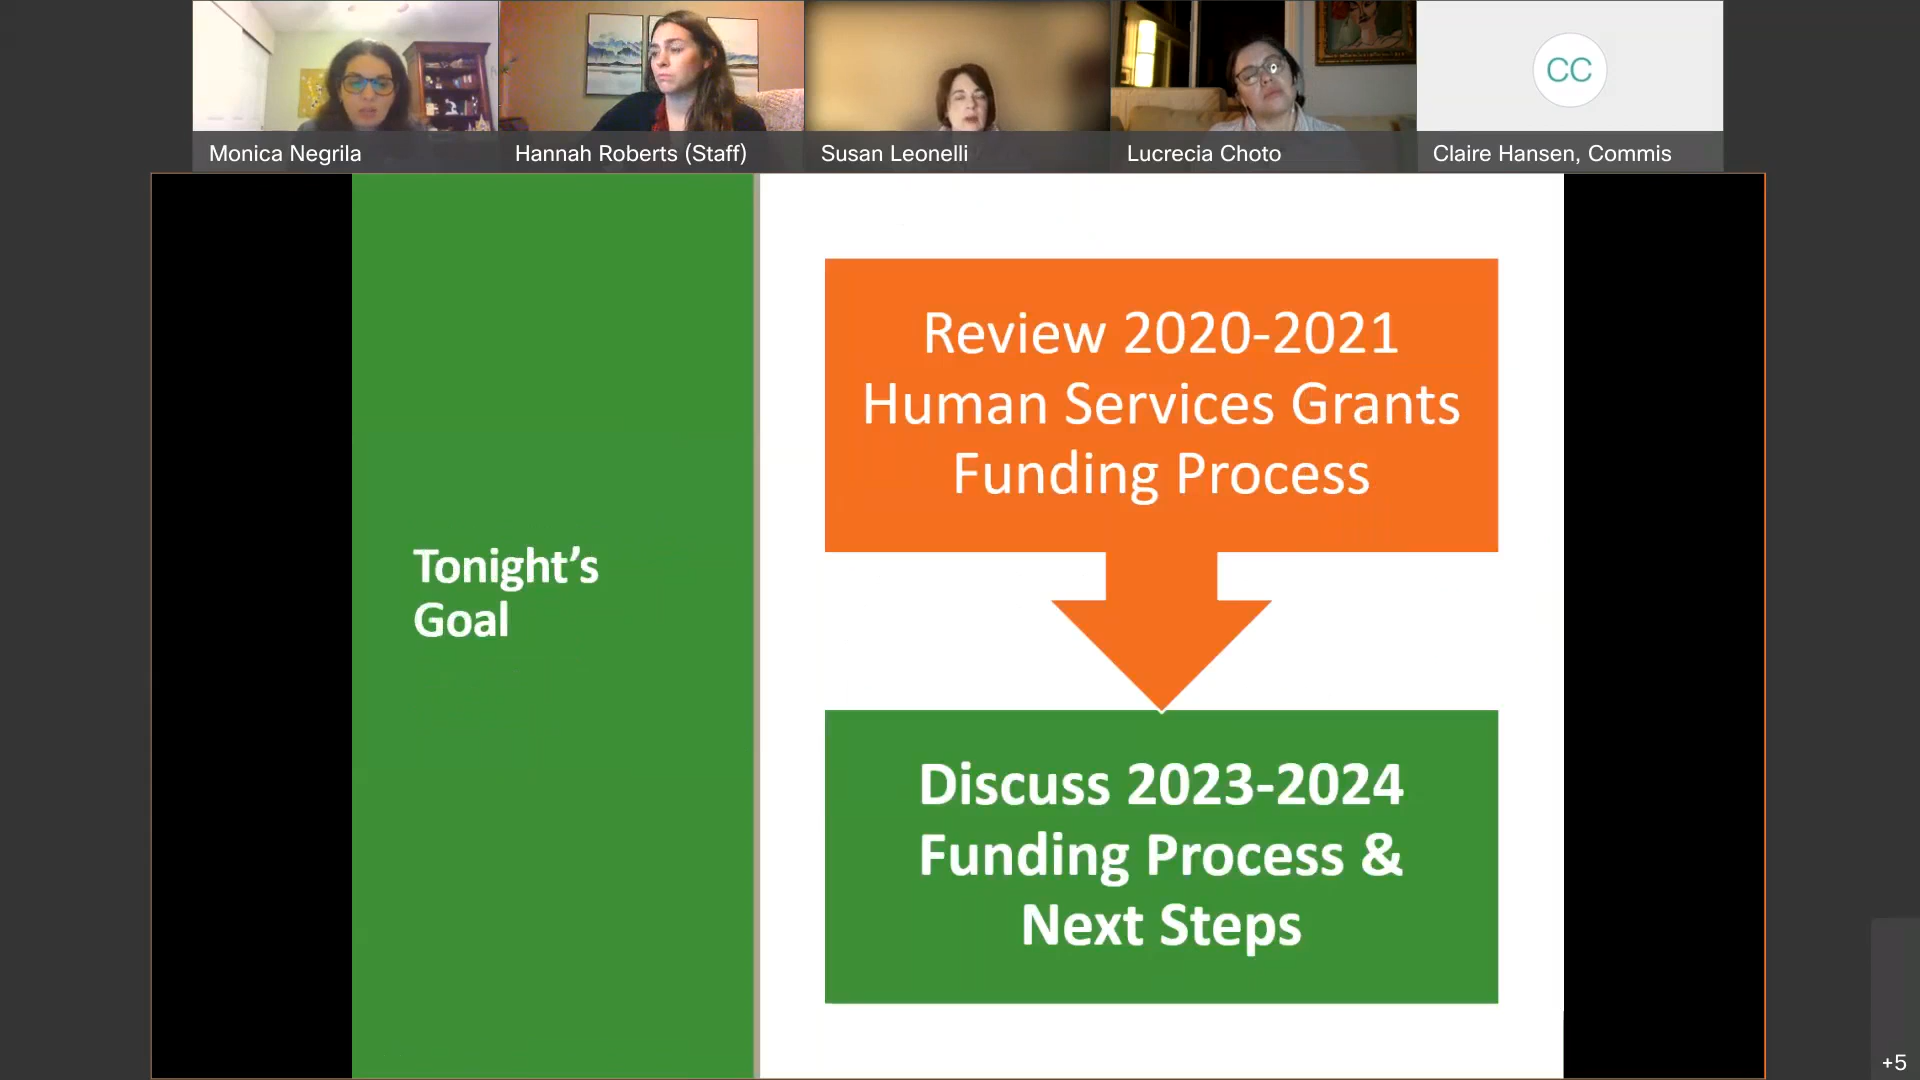 Monica Negrila
Hannah Roberts (Staff)
Susan Leonelli
Lucrecia Choto
CC
Claire Hansen, Commis
Tonight’s
Goal
Review 2020-2021
Human Services Grants
Funding Process
Discuss 2023-2024
Funding Process &
Next Steps
+5